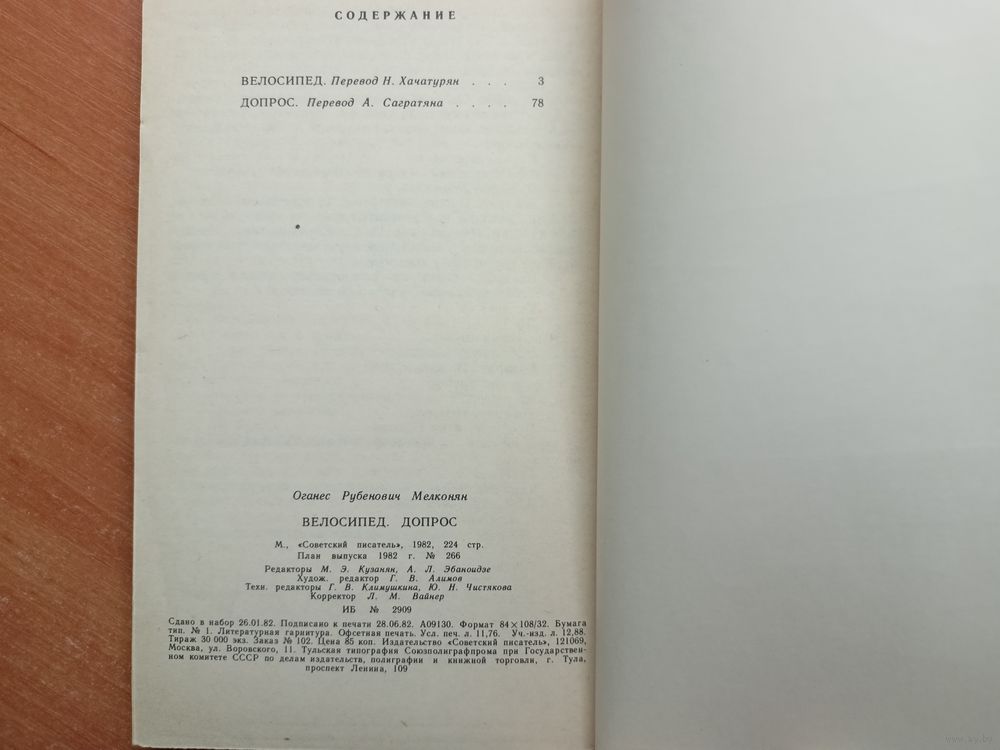 СОДЕРЖАНИЕ
ВЕЛОСИПЕД. Перевод Н. Хачатурян . . . 3
ДОПРОС. Перевод А. Сагратяна . . . . 78
Оганес Рубенович Мелконян
ВЕЛОСИПЕД. ДОПРОС
М., «Советский писатель», 1982, 224 стр.
План выпуска 1982 г. № 266
Редакторы М. Э. Кузанян, А. Л. Эбаноидзе
Худож. редактор Г. В. Алимов
Техн. редакторы Г. В. Климушкина, Ю. Н. Чистякова
Корректор Л. М. Вайнер
ИБ № 2909
Сдано в набор 26.01.82. Подписано к печати 28.06.82. А09130. Формат 84×108/32. Бумага
тип. № 1. Литературная гарнитура. Офсетная печать. Усл. печ. л. 11,76. Уч.-изд. л. 12,88.
Тираж 30 000 экз. Заказ № 102. Цена 85 коп. Издательство «Советский писатель», 121069,
Москва, ул. Воровского, 11. Тульская типография Союзполиграфпрома при Государствен-
ном комитете СССР по делам издательств, полиграфии и книжной торговли, г. Тула,
проспект Ленина, 109